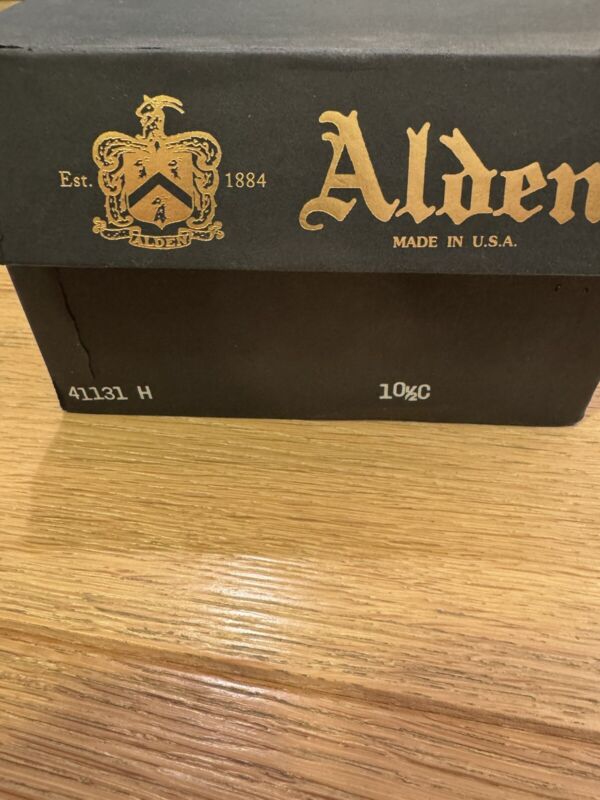 Est. 1884
ALDEN
Alden
MADE IN U.S.A.
41131 H 10½C